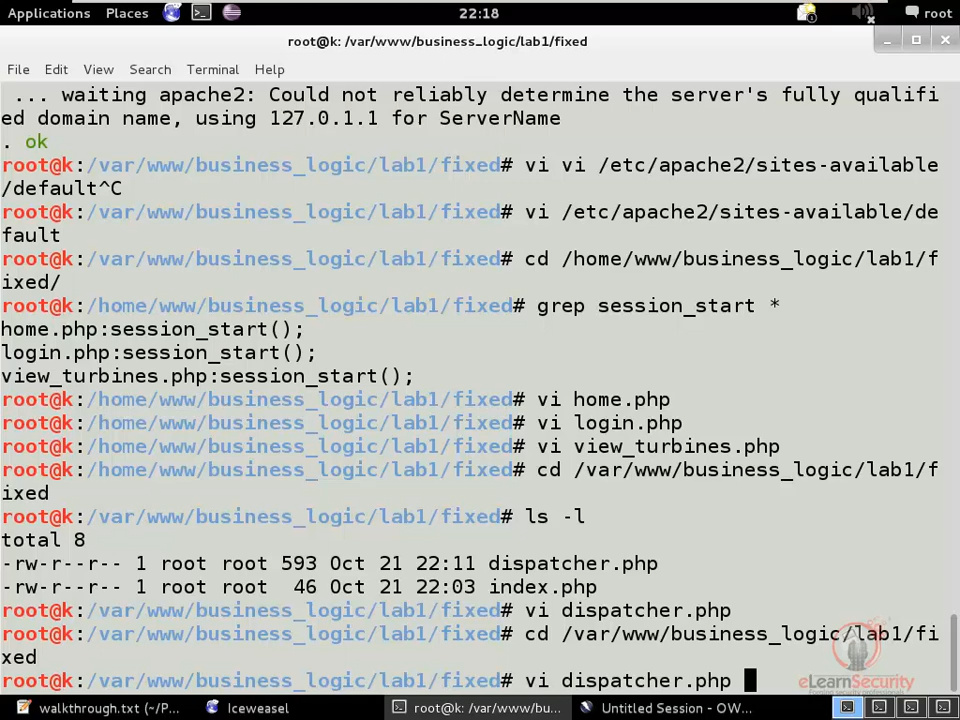 Applications Places 22:18 root
root@k: /var/www/business_logic/lab1/fixed
File Edit View Search Terminal Help
... waiting apache2: Could not reliably determine the server's fully qualifi
ed domain name, using 127.0.1.1 for ServerName
. ok
root@k:/var/www/business_logic/lab1/fixed# vi vi /etc/apache2/sites-available
/default^C
root@k:/var/www/business_logic/lab1/fixed# vi /etc/apache2/sites-available/de
fault
root@k:/var/www/business_logic/lab1/fixed# cd /home/www/business_logic/lab1/f
ixed/
root@k:/home/www/business_logic/lab1/fixed# grep session_start *
home.php:session_start();
login.php:session_start();
view_turbines.php:session_start();
root@k:/home/www/business_logic/lab1/fixed# vi home.php
root@k:/home/www/business_logic/lab1/fixed# vi login.php
root@k:/home/www/business_logic/lab1/fixed# vi view_turbines.php
root@k:/home/www/business_logic/lab1/fixed# cd /var/www/business_logic/lab1/f
ixed
root@k:/var/www/business_logic/lab1/fixed# ls -l
total 8
-rw-r--r-- 1 root root 593 Oct 21 22:11 dispatcher.php
-rw-r--r-- 1 root root  46 Oct 21 22:03 index.php
root@k:/var/www/business_logic/lab1/fixed# vi dispatcher.php
root@k:/var/www/business_logic/lab1/fixed# cd /var/www/business_logic/lab1/fi
xed
root@k:/var/www/business_logic/lab1/fixed# vi dispatcher.php
eLearnSecurity
walkthrough.txt (~/P... Iceweasel root@k: /var/www/bu... Untitled Session - OW...